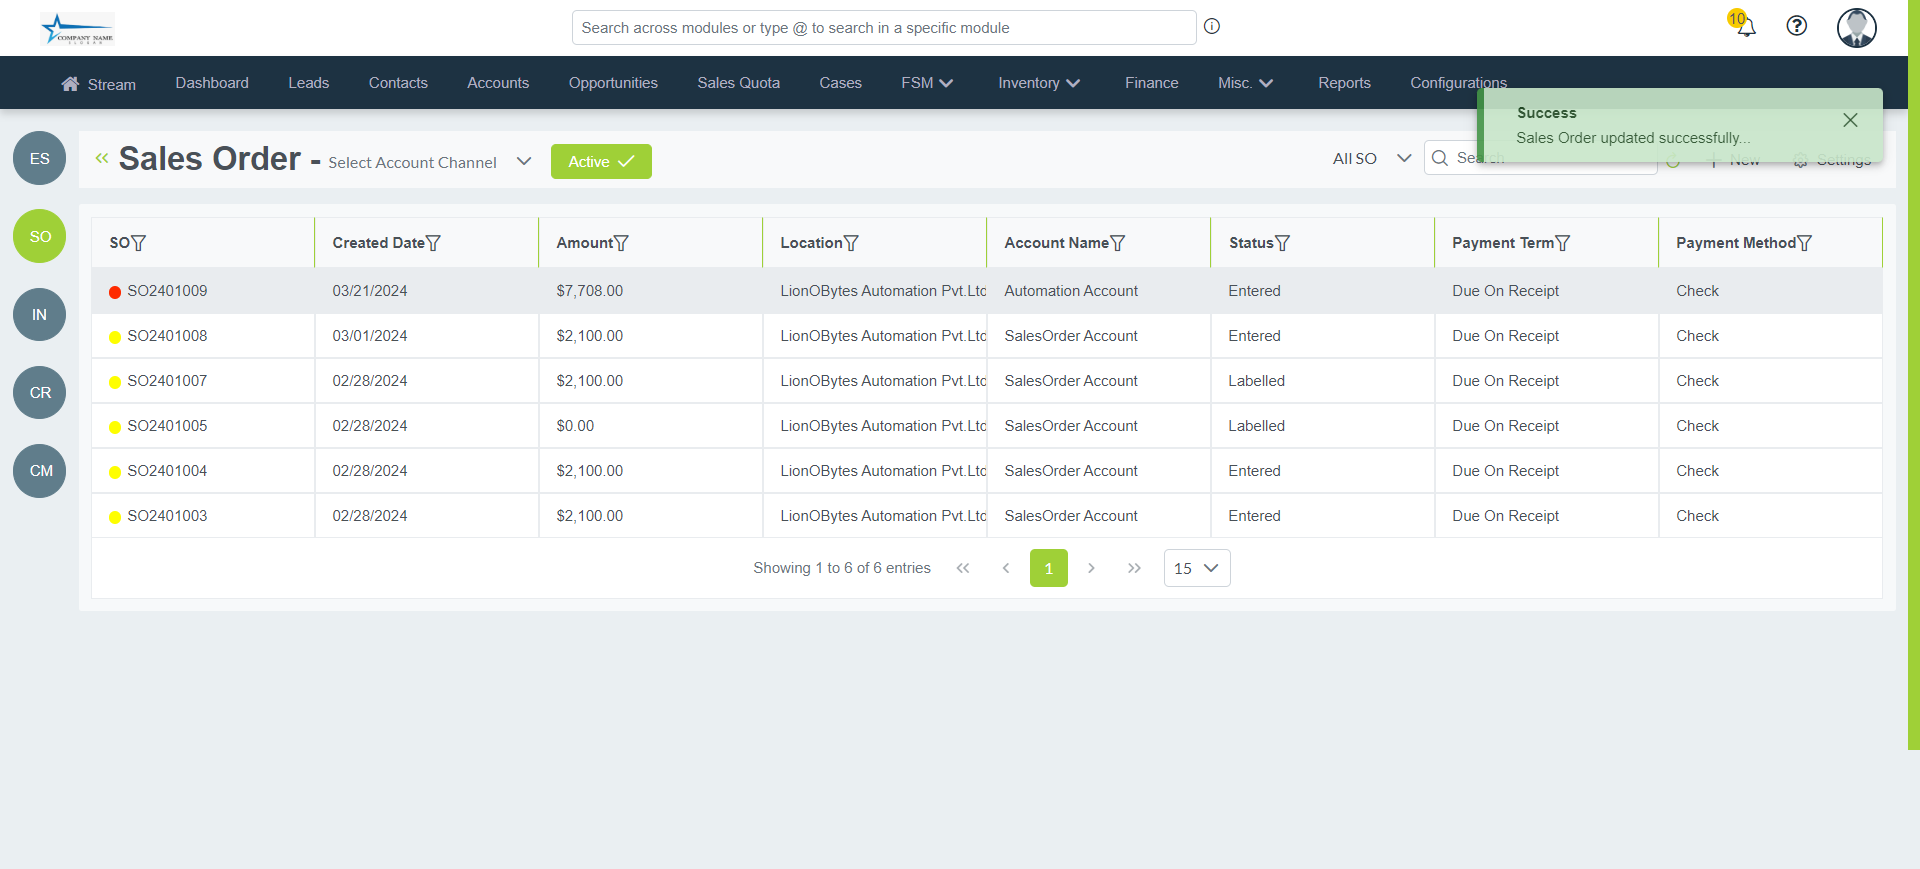 COMPANY NAME
Search across modules or type @ to search in a specific module
10
Stream
Dashboard
Leads
Contacts
Accounts
Opportunities
Sales Quota
Cases
FSM
Inventory
Finance
Misc.
Reports
Configurations
Success
Sales Order updated successfully...
ES
SO
IN
CR
CM
Sales Order -
Select Account Channel
Active
All SO
Search
New
Settings
SO Created Date Amount Location Account Name Status Payment Term Payment Method
SO2401009 03/21/2024 $7,708.00 LionOBytes Automation Pvt.Ltd Automation Account Entered Due On Receipt Check
SO2401008 03/01/2024 $2,100.00 LionOBytes Automation Pvt.Ltd SalesOrder Account Entered Due On Receipt Check
SO2401007 02/28/2024 $2,100.00 LionOBytes Automation Pvt.Ltd SalesOrder Account Labelled Due On Receipt Check
SO2401005 02/28/2024 $0.00 LionOBytes Automation Pvt.Ltd SalesOrder Account Labelled Due On Receipt Check
SO2401004 02/28/2024 $2,100.00 LionOBytes Automation Pvt.Ltd SalesOrder Account Entered Due On Receipt Check
SO2401003 02/28/2024 $2,100.00 LionOBytes Automation Pvt.Ltd SalesOrder Account Entered Due On Receipt Check
Showing 1 to 6 of 6 entries
1
15